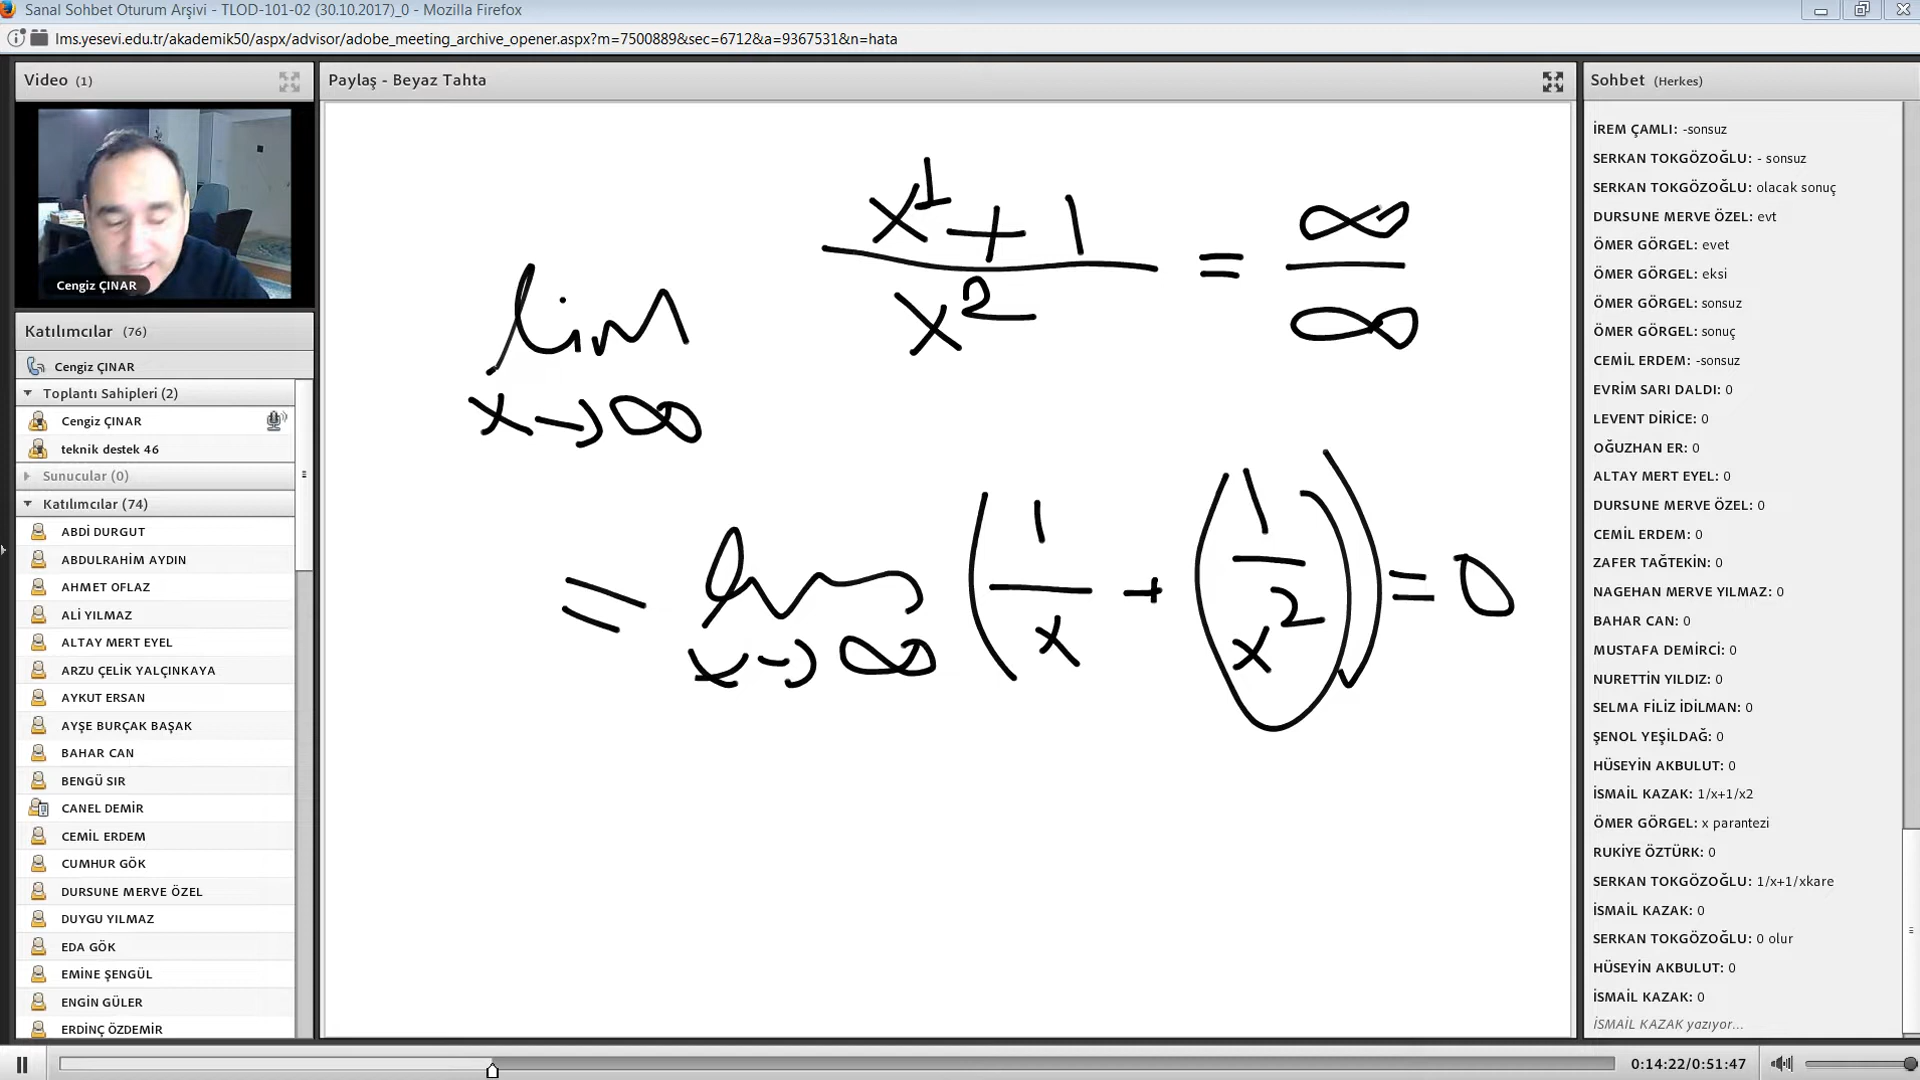 Sanal Sohbet Oturum Arşivi - TLOD-101-02 (30.10.2017)_0 - Mozilla Firefox
lms.yesevi.edu.tr/akademik50/aspx/advisor/adobe_meeting_archive_opener.aspx?m=7500889&sec=6712&a=9367531&n=hata
Video (1)
Cengiz ÇINAR
Katılımcılar (76)
Cengiz ÇINAR
Toplantı Sahipleri (2)
Cengiz ÇINAR
teknik destek 46
Sunucular (0)
Katılımcılar (74)
ABDİ DURGUT
ABDULRAHİM AYDIN
AHMET OFLAZ
ALİ YILMAZ
ALTAY MERT EYEL
ARZU ÇELİK YALÇINKAYA
AYKUT ERSAN
AYŞE BURÇAK BAŞAK
BAHAR CAN
BENGÜ SIR
CANEL DEMİR
CEMİL ERDEM
CUMHUR GÖK
DURSUNE MERVE ÖZEL
DUYGU YILMAZ
EDA GÖK
EMİNE ŞENGÜL
ENGİN GÜLER
ERDİNÇ ÖZDEMİR
Paylaş - Beyaz Tahta
lim x→∞ (x¹ + 1)/x² = ∞/∞
= lim x→∞ (1/x + (1/x²)) = 0
Sohbet (Herkes)
İREM ÇAMLI: -sonsuz
SERKAN TOKGÖZOĞLU: - sonsuz
SERKAN TOKGÖZOĞLU: olacak sonuç
DURSUNE MERVE ÖZEL: evt
ÖMER GÖRGEL: evet
ÖMER GÖRGEL: eksi
ÖMER GÖRGEL: sonsuz
ÖMER GÖRGEL: sonuç
CEMİL ERDEM: -sonsuz
EVRİM SARI DALDI: 0
LEVENT DİRİCE: 0
OĞUZHAN ER: 0
ALTAY MERT EYEL: 0
DURSUNE MERVE ÖZEL: 0
CEMİL ERDEM: 0
ZAFER TAĞTEKİN: 0
NAGEHAN MERVE YILMAZ: 0
BAHAR CAN: 0
MUSTAFA DEMİRCİ: 0
NURETTİN YILDIZ: 0
SELMA FİLİZ İDİLMAN: 0
ŞENOL YEŞİLDAĞ: 0
HÜSEYİN AKBULUT: 0
İSMAİL KAZAK: 1/x+1/x2
ÖMER GÖRGEL: x parantezi
RUKİYE ÖZTÜRK: 0
SERKAN TOKGÖZOĞLU: 1/x+1/xkare
İSMAİL KAZAK: 0
SERKAN TOKGÖZOĞLU: 0 olur
HÜSEYİN AKBULUT: 0
İSMAİL KAZAK: 0
İSMAİL KAZAK yazıyor...
0:14:22/0:51:47